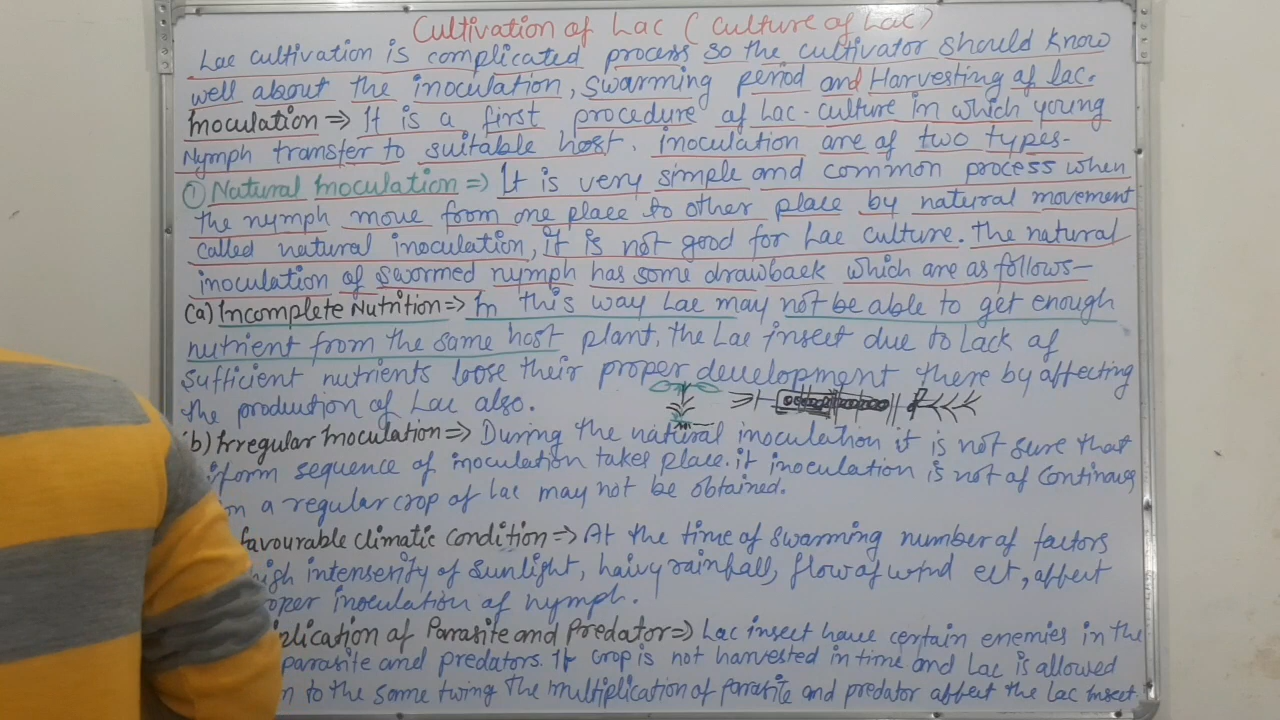 Cultivation of Lac ( Culture of Lac)
Lac cultivation is complicated process so the cultivator should know
well about the inoculation, swarming period and Harvesting of lac.
Inoculation => It is a first procedure of Lac-culture in which young
Nymph transfer to suitable host. inoculation are of two types-
① Natural Inoculation => It is very simple and common process when
the nymph move from one place to other place by natural movement
called natural inoculation, it is not good for Lac culture. The natural
inoculation of swormed nymph has some drawback which are as follows-
(a) Incomplete Nutrition => In this way Lac may not be able to get enough
nutrient from the same host plant, the Lac insect due to Lack of
sufficient nutrients loose their proper development there by affecting
the production of Lac also.
b) Irregular Inoculation => During the natural inoculation it is not sure that
iform sequence of inoculation takes place. if inoculation is not of continous
n a regular crop of lac may not be obtained.
favourable climatic condition => At the time of swarming number of factors
igh intenserity of sunlight, haivy rainfall, flow of wind ect, affect
oper inoculation of nymph.
plication of Parasite and Predator => Lac insect have certain enemies in the
parasite and predators. If crop is not harvested in time and Lac is allowed
n to the same twing the multiplication of parasite and predator affect the lac insect.